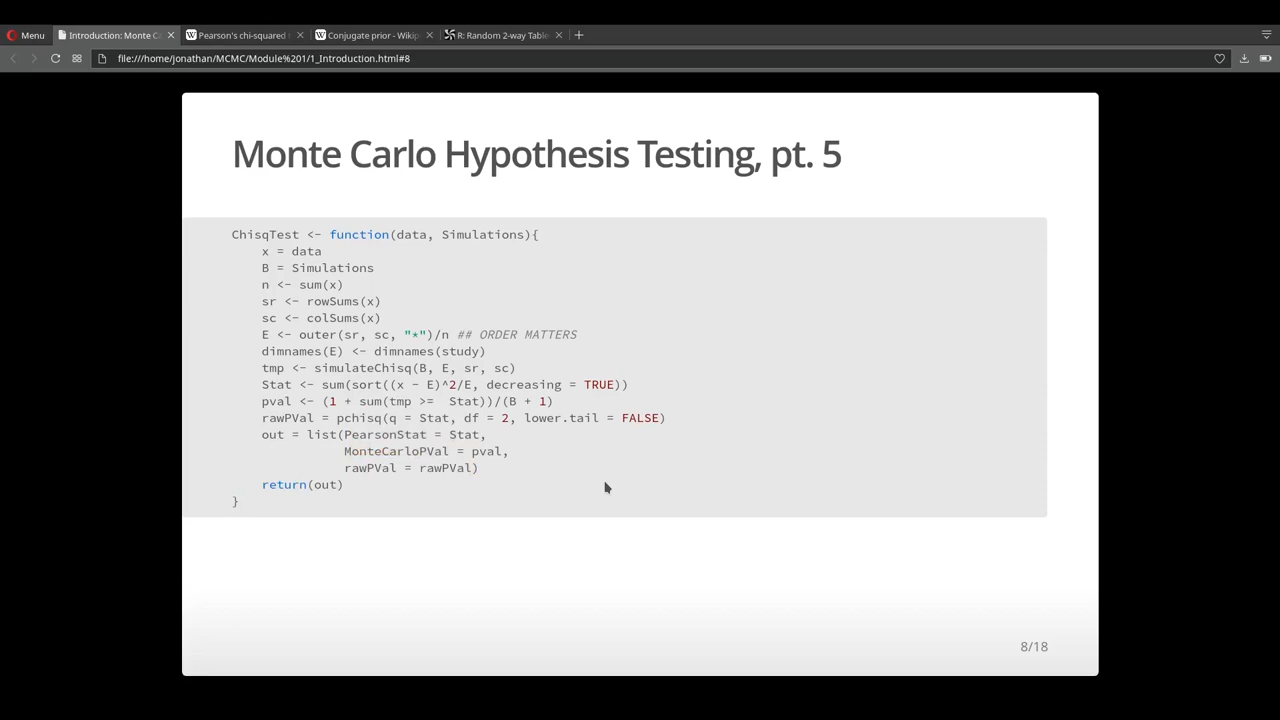 Menu
Introduction: Monte C
Pearson's chi-squared
Conjugate prior - Wikip
R: Random 2-way Table
file:///home/jonathan/MCMC/Module%201/1_Introduction.html#8
Monte Carlo Hypothesis Testing, pt. 5
ChisqTest <- function(data, Simulations){
    x = data
    B = Simulations
    n <- sum(x)
    sr <- rowSums(x)
    sc <- colSums(x)
    E <- outer(sr, sc, "*")/n ## ORDER MATTERS
    dimnames(E) <- dimnames(study)
    tmp <- simulateChisq(B, E, sr, sc)
    Stat <- sum(sort((x - E)^2/E, decreasing = TRUE))
    pval <- (1 + sum(tmp >=  Stat))/(B + 1)
    rawPVal = pchisq(q = Stat, df = 2, lower.tail = FALSE)
    out = list(PearsonStat = Stat,
               MonteCarloPVal = pval,
               rawPVal = rawPVal)
    return(out)
}
8/18